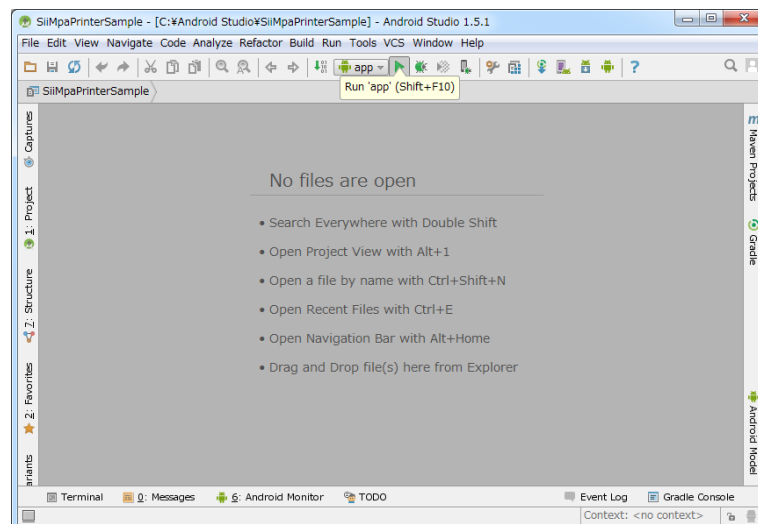 SiiMpaPrinterSample - [C:¥Android Studio¥SiiMpaPrinterSample] - Android Studio 1.5.1
File Edit View Navigate Code Analyze Refactor Build Run Tools VCS Window Help
app
?
SiiMpaPrinterSample
Run 'app' (Shift+F10)
Captures
1: Project
7: Structure
2: Favorites
riants
No files are open
• Search Everywhere with Double Shift
• Open Project View with Alt+1
• Open a file by name with Ctrl+Shift+N
• Open Recent Files with Ctrl+E
• Open Navigation Bar with Alt+Home
• Drag and Drop file(s) here from Explorer
m
Maven Projects
Gradle
Android Model
Terminal 0: Messages 6: Android Monitor TODO Event Log Gradle Console
Context: <no context>